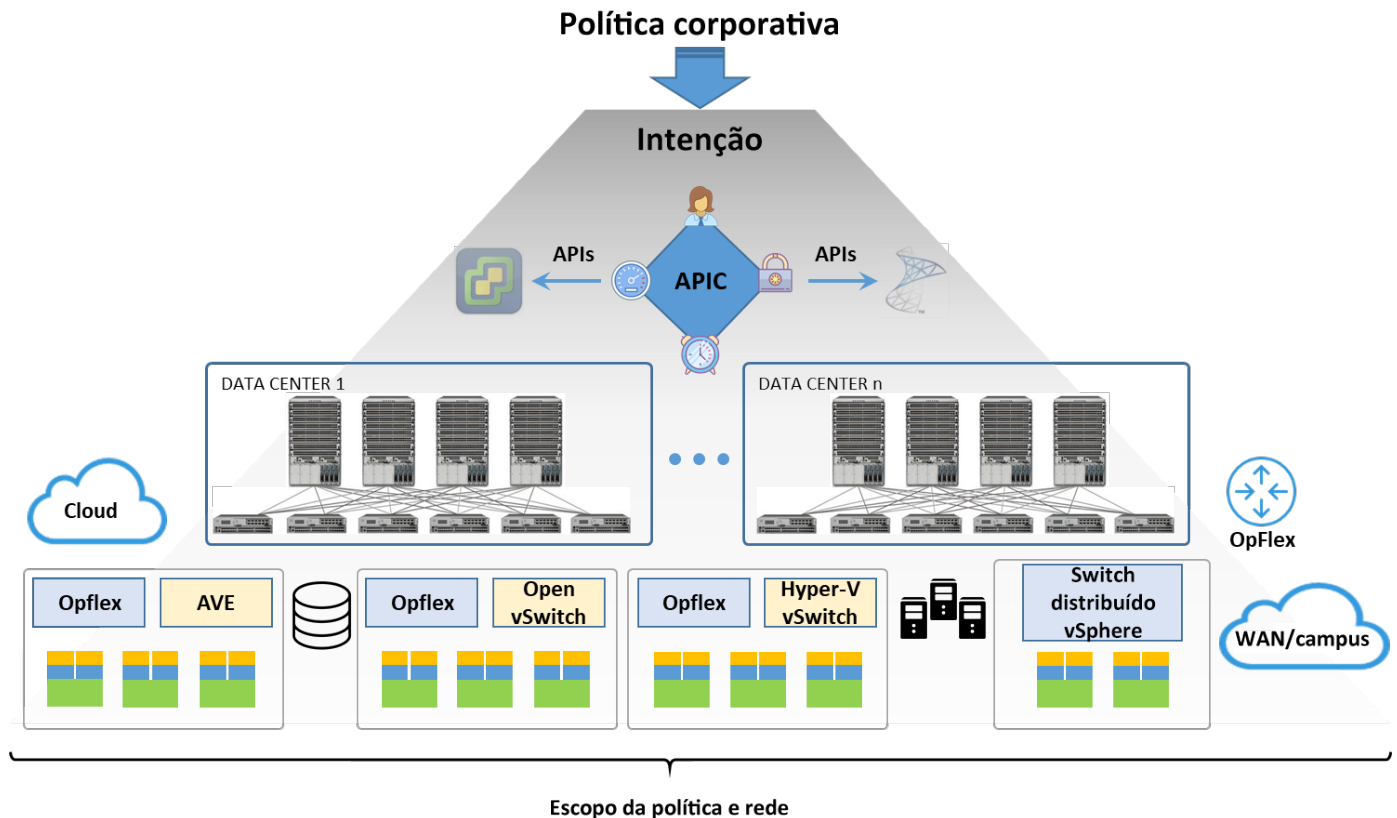 Política corporativa
Intenção
APIs
APIC
APIs
DATA CENTER 1
DATA CENTER n
Cloud
OpFlex
Opflex
AVE
Opflex
Open
vSwitch
Opflex
Hyper-V
vSwitch
Switch
distribuído
vSphere
WAN/campus
Escopo da política e rede